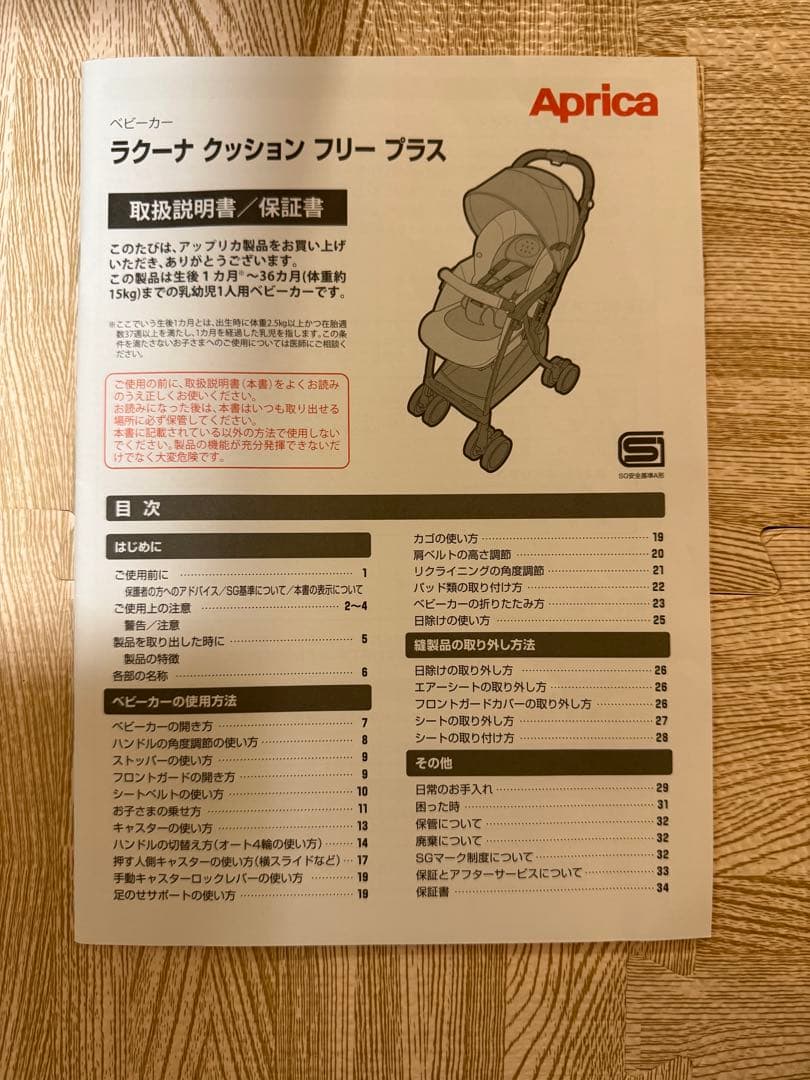 Aprica
ベビーカー
ラクーナ クッション フリー プラス
取扱説明書／保証書
このたびは、アップリカ製品をお買い上げ
いただき、ありがとうございます。
この製品は生後1カ月※〜36カ月(体重約
15kg)までの乳幼児1人用ベビーカーです。
※ここでいう生後1カ月とは、出生時に体重2.5kg以上かつ在胎週
数37週以上を満たし、1カ月を経過した乳児を指します。この条
件を満たさないお子さまへのご使用については医師にご相談く
ださい。
ご使用の前に、取扱説明書(本書)をよくお読み
のうえ正しくお使いください。
お読みになった後は、本書はいつも取り出せる
場所に必ず保管してください。
本書に記載されている以外の方法で使用しない
でください。製品の機能が充分発揮できないだ
けでなく大変危険です。
SG安全基準A形
目 次
はじめに
ご使用前に 1
保護者の方へのアドバイス／SG基準について／本書の表示について
ご使用上の注意 2〜4
警告／注意
製品を取り出した時に 5
製品の特徴
各部の名称 6
ベビーカーの使用方法
ベビーカーの開き方 7
ハンドルの角度調節の使い方 8
ストッパーの使い方 9
フロントガードの開き方 9
シートベルトの使い方 10
お子さまの乗せ方 11
キャスターの使い方 13
ハンドルの切替え方(オート4輪の使い方) 14
押す人側キャスターの使い方(横スライドなど) 17
手動キャスターロックレバーの使い方 19
足のせサポートの使い方 19
カゴの使い方 19
肩ベルトの高さ調節 20
リクライニングの角度調節 21
パッド類の取り付け方 22
ベビーカーの折りたたみ方 23
日除けの使い方 25
縫製品の取り外し方法
日除けの取り外し方 26
エアーシートの取り外し方 26
フロントガードカバーの取り外し方 26
シートの取り外し方 27
シートの取り付け方 28
その他
日常のお手入れ 29
困った時 31
保管について 32
廃棄について 32
SGマーク制度について 32
保証とアフターサービスについて 33
保証書 34